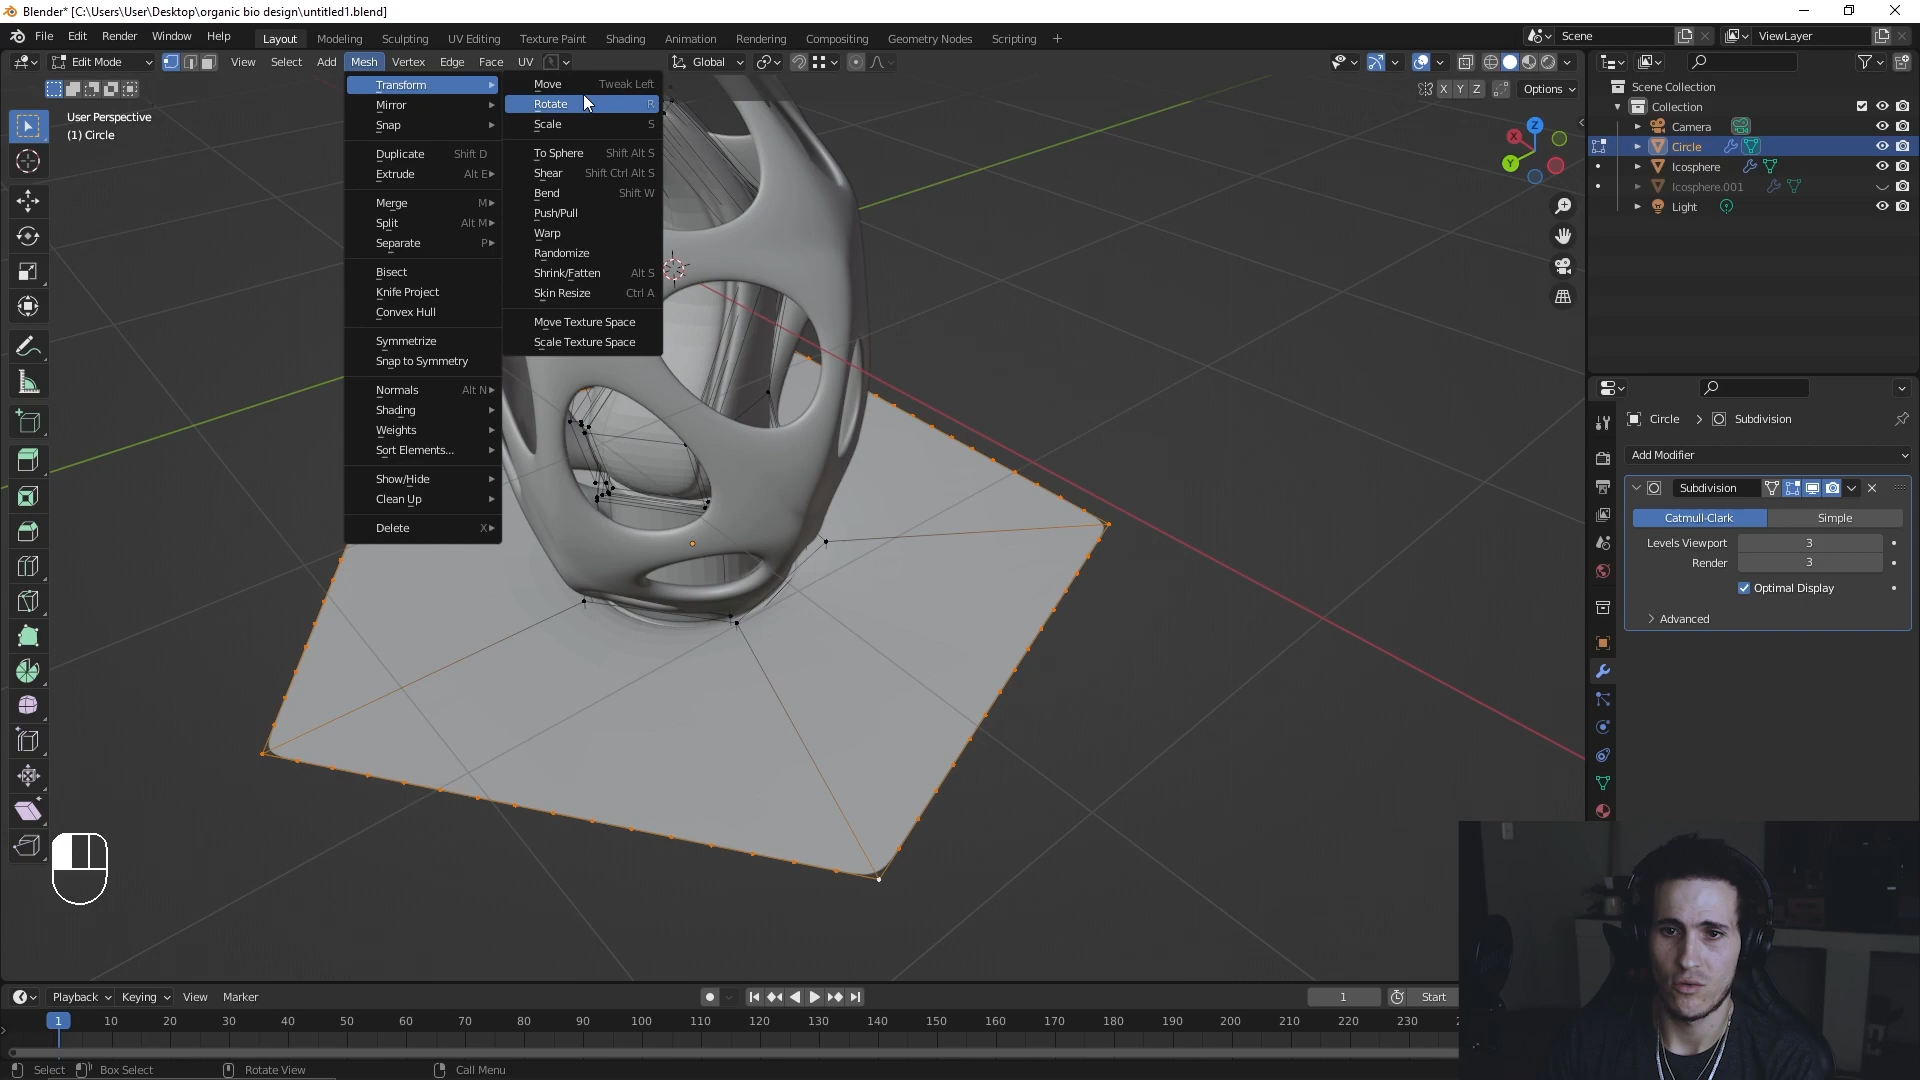 Blender* [C:\Users\User\Desktop\organic bio design\untitled1.blend]
File Edit Render Window Help Layout Modeling Sculpting UV Editing Texture Paint Shading Animation Rendering Compositing Geometry Nodes Scripting + Scene ViewLayer
Edit Mode View Select Add Mesh Vertex Edge Face UV Global
X Y Z Options
User Perspective
(1) Circle
Transform
Mirror
Snap
Duplicate Shift D
Extrude Alt E
Merge M
Split Alt M
Separate P
Bisect
Knife Project
Convex Hull
Symmetrize
Snap to Symmetry
Normals Alt N
Shading
Weights
Sort Elements...
Show/Hide
Clean Up
Delete X
Move Tweak Left
Rotate R
Scale S
To Sphere Shift Alt S
Shear Shift Ctrl Alt S
Bend Shift W
Push/Pull
Warp
Randomize
Shrink/Fatten Alt S
Skin Resize Ctrl A
Move Texture Space
Scale Texture Space
Z
X
Y
Scene Collection
Collection
Camera
Circle
Icosphere
Icosphere.001
Light
Circle > Subdivision
Add Modifier
Subdivision
Catmull-Clark Simple
Levels Viewport 3
Render 3
Optimal Display
Advanced
Playback Keying View Marker 1 Start
1 10 20 30 40 50 60 70 80 90 100 110 120 130 140 150 160 170 180 190 200 210 220 230
Select Box Select Rotate View Call Menu